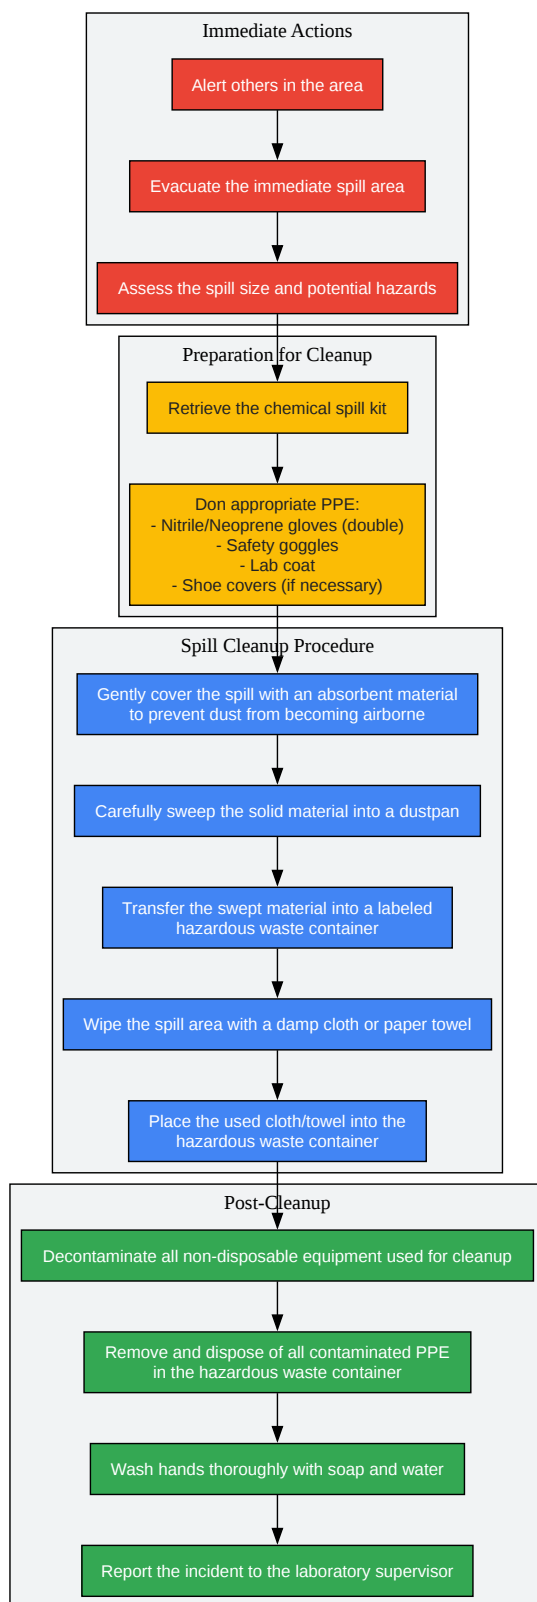 Immediate Actions
Alert others in the area
Evacuate the immediate spill area
Assess the spill size and potential hazards
Preparation for Cleanup
Retrieve the chemical spill kit
Don appropriate PPE:
- Nitrile/Neoprene gloves (double)
- Safety goggles
- Lab coat
- Shoe covers (if necessary)
Spill Cleanup Procedure
Gently cover the spill with an absorbent material
to prevent dust from becoming airborne
Carefully sweep the solid material into a dustpan
Transfer the swept material into a labeled
hazardous waste container
Wipe the spill area with a damp cloth or paper towel
Place the used cloth/towel into the
hazardous waste container
Post-Cleanup
Decontaminate all non-disposable equipment used for cleanup
Remove and dispose of all contaminated PPE
in the hazardous waste container
Wash hands thoroughly with soap and water
Report the incident to the laboratory supervisor